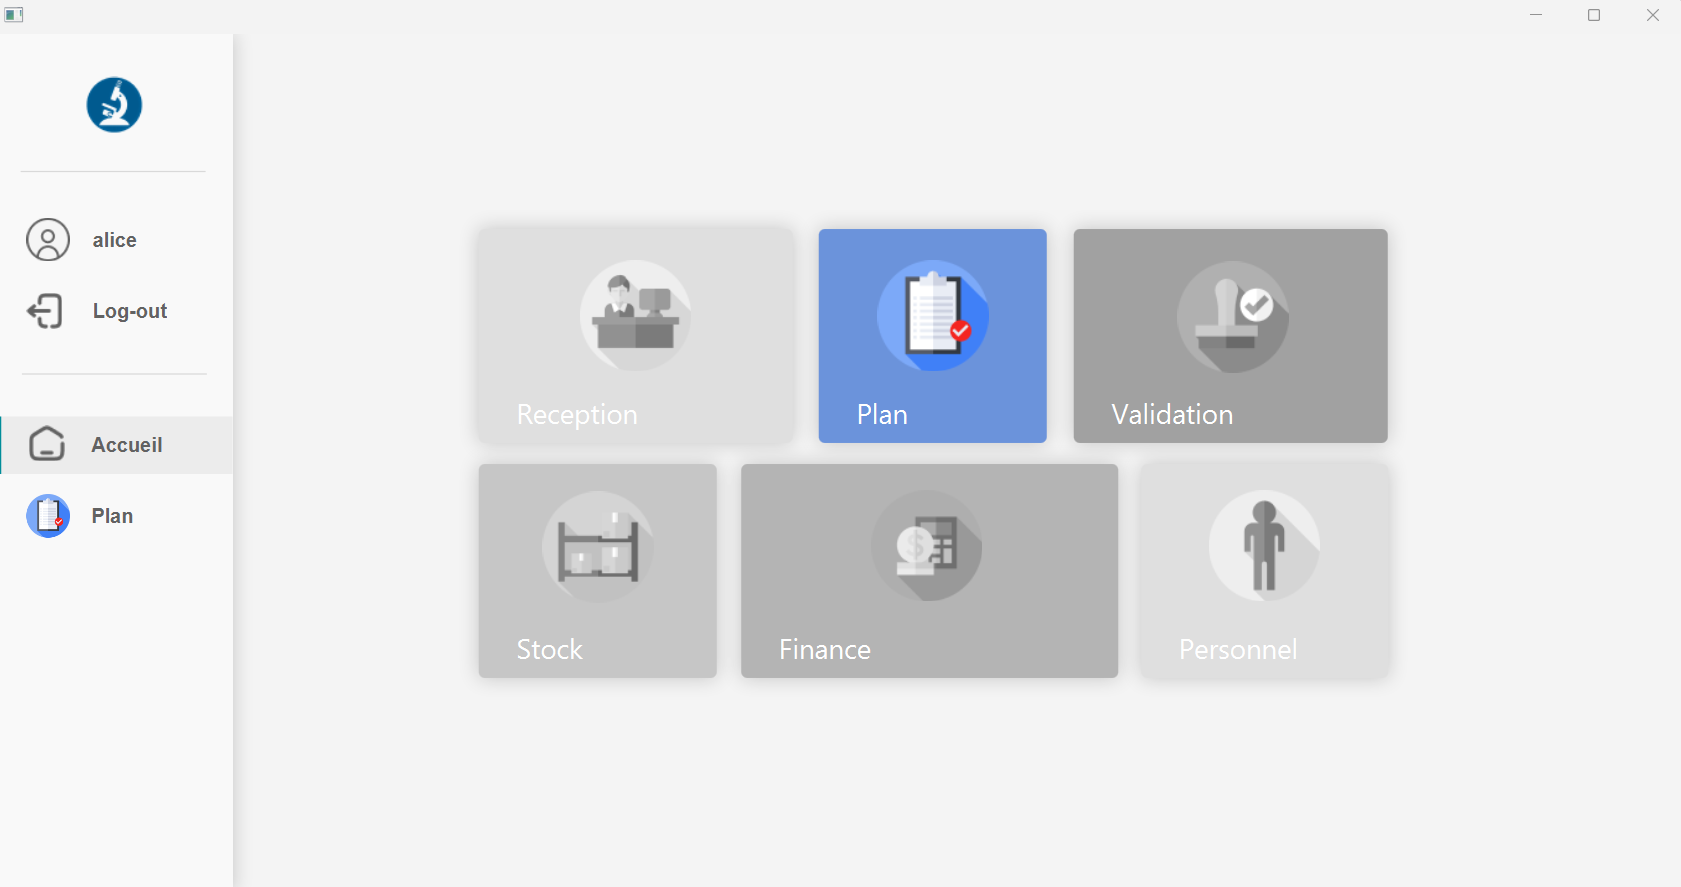 alice
Log-out
Accueil
Plan
Reception
Plan
Validation
Stock
Finance
Personnel